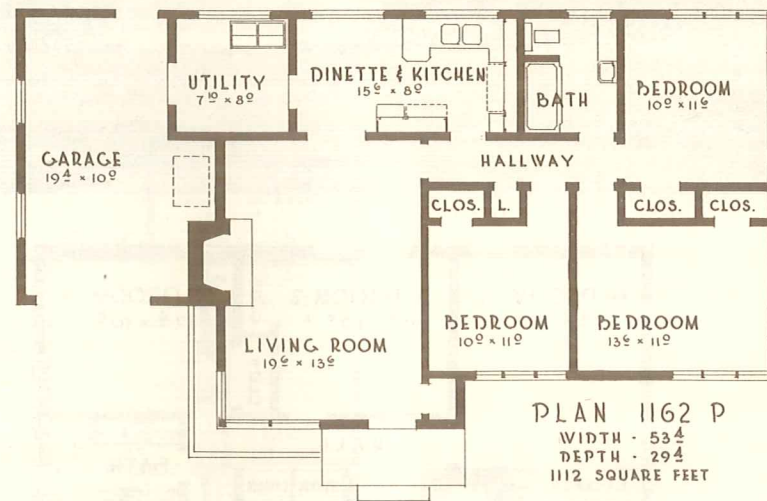 UTILITY
7¹⁰ × 8⁰
DINETTE & KITCHEN
15⁶ × 8⁰
BATH
BEDROOM
10⁰ × 11⁶
GARAGE
19⁴ × 10⁰
HALLWAY
CLOS.
L.
CLOS.
CLOS.
LIVING ROOM
19⁶ × 13⁶
BEDROOM
10⁰ × 11⁰
BEDROOM
13⁶ × 11⁰
PLAN 1162 P
WIDTH - 53⁴
DEPTH - 29⁴
1112 SQUARE FEET